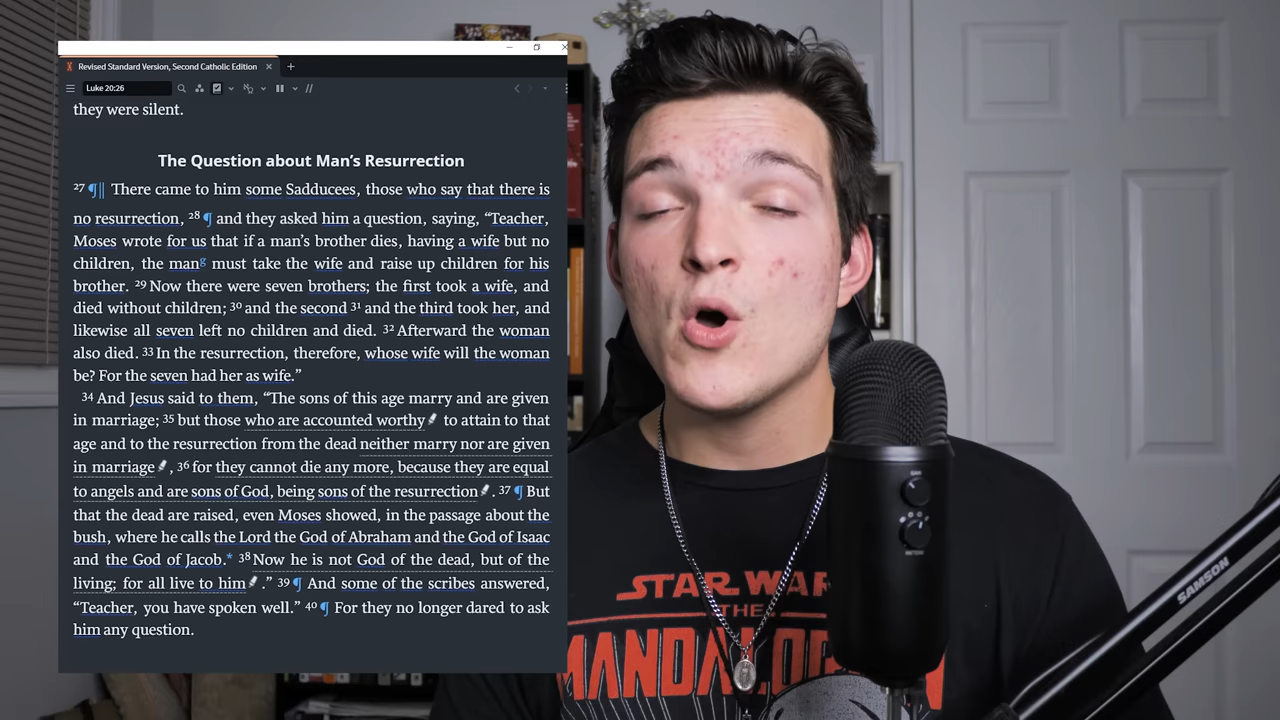 Revised Standard Version, Second Catholic Edition
Luke 20:26
they were silent.
The Question about Man's Resurrection
27 ¶‖ There came to him some Sadducees, those who say that there is
no resurrection, 28 ¶ and they asked him a question, saying, “Teacher,
Moses wrote for us that if a man’s brother dies, having a wife but no
children, the man g must take the wife and raise up children for his
brother. 29 Now there were seven brothers; the first took a wife, and
died without children; 30 and the second 31 and the third took her, and
likewise all seven left no children and died. 32 Afterward the woman
also died. 33 In the resurrection, therefore, whose wife will the woman
be? For the seven had her as wife.”
34 And Jesus said to them, “The sons of this age marry and are given
in marriage; 35 but those who are accounted worthy to attain to that
age and to the resurrection from the dead neither marry nor are given
in marriage, 36 for they cannot die any more, because they are equal
to angels and are sons of God, being sons of the resurrection. 37 ¶ But
that the dead are raised, even Moses showed, in the passage about the
bush, where he calls the Lord the God of Abraham and the God of Isaac
and the God of Jacob.* 38 Now he is not God of the dead, but of the
living; for all live to him.” 39 ¶ And some of the scribes answered,
“Teacher, you have spoken well.” 40 ¶ For they no longer dared to ask
him any question.
STAR WAR
THE
MANDALO
SAMSON
GAIN
PATTERN